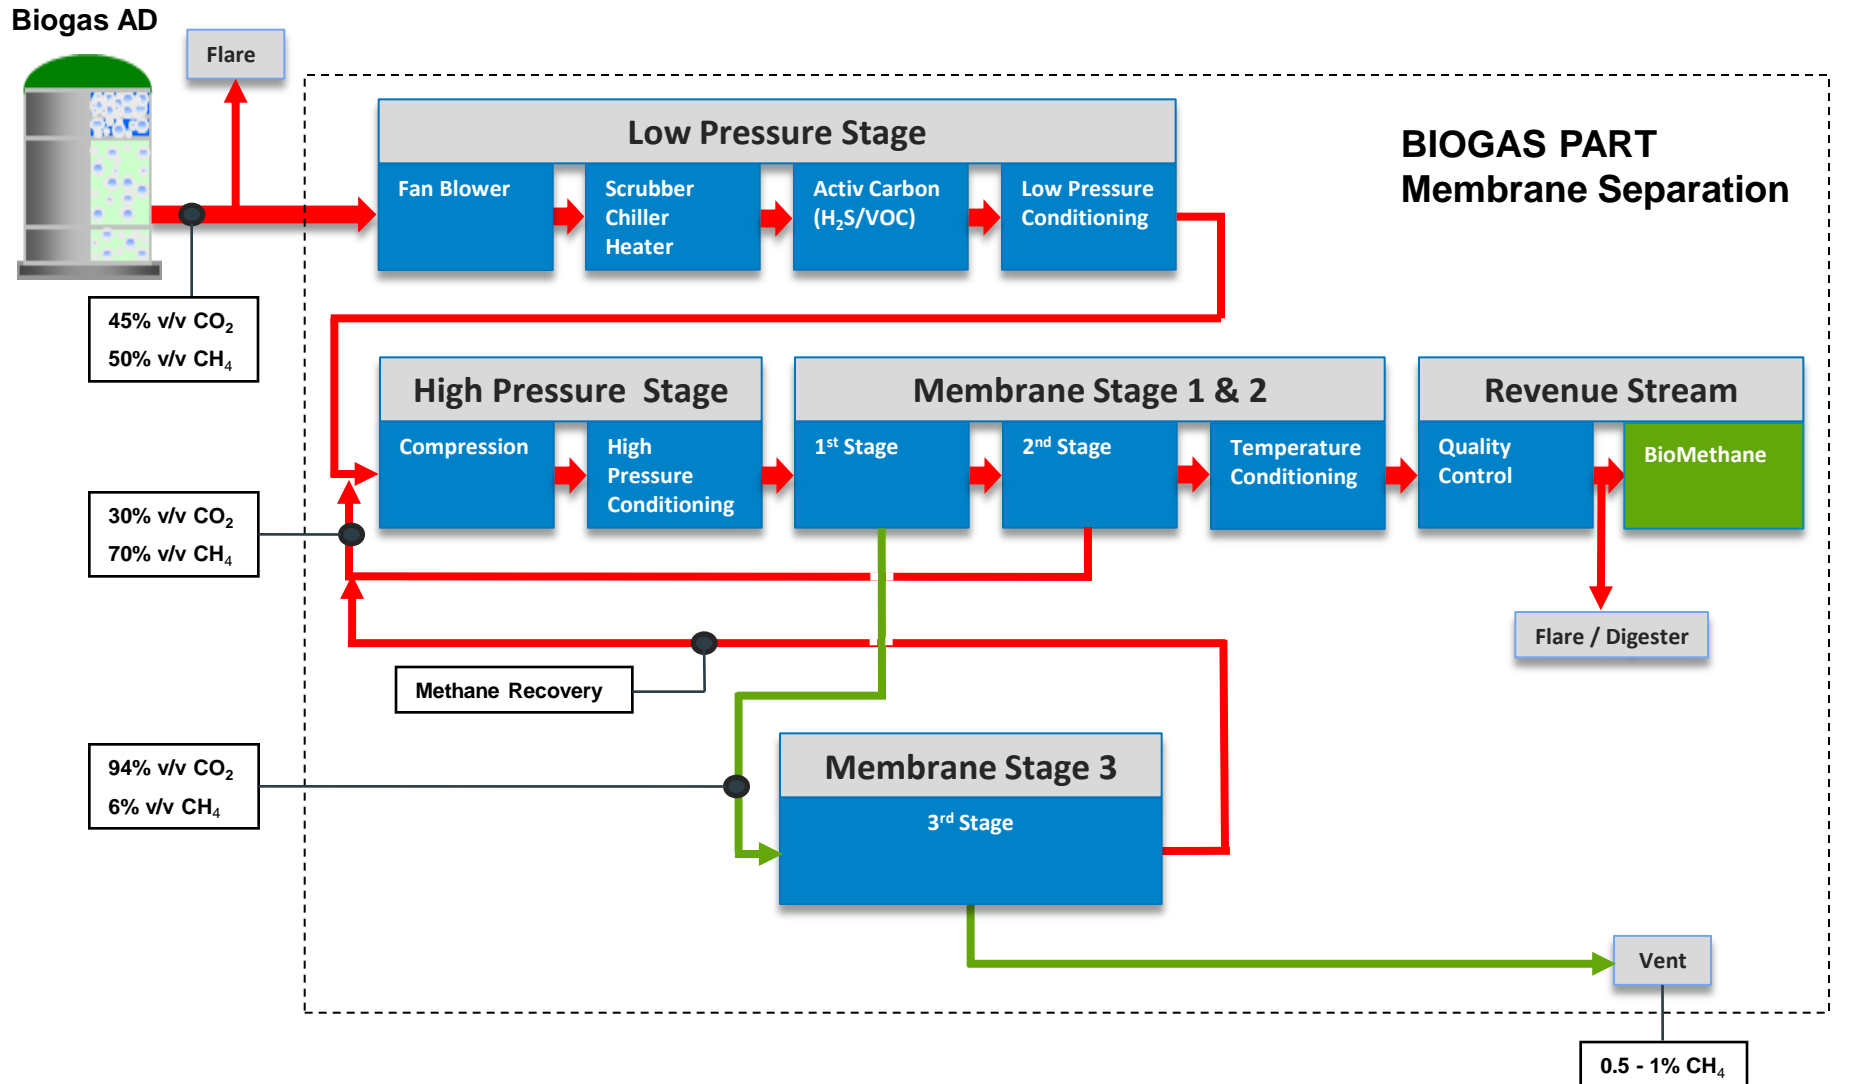 Biogas AD
Flare
Low Pressure Stage
BIOGAS PART
Membrane Separation
Fan Blower
Scrubber
Chiller
Heater
Activ Carbon
(H₂S/VOC)
Low Pressure
Conditioning
45% v/v CO₂
50% v/v CH₄
High Pressure Stage
Membrane Stage 1 & 2
Revenue Stream
Compression
High
Pressure
Conditioning
1st Stage
2nd Stage
Temperature
Conditioning
Quality
Control
BioMethane
30% v/v CO₂
70% v/v CH₄
Flare / Digester
Methane Recovery
94% v/v CO₂
6% v/v CH₄
Membrane Stage 3
3rd Stage
Vent
0.5 - 1% CH₄